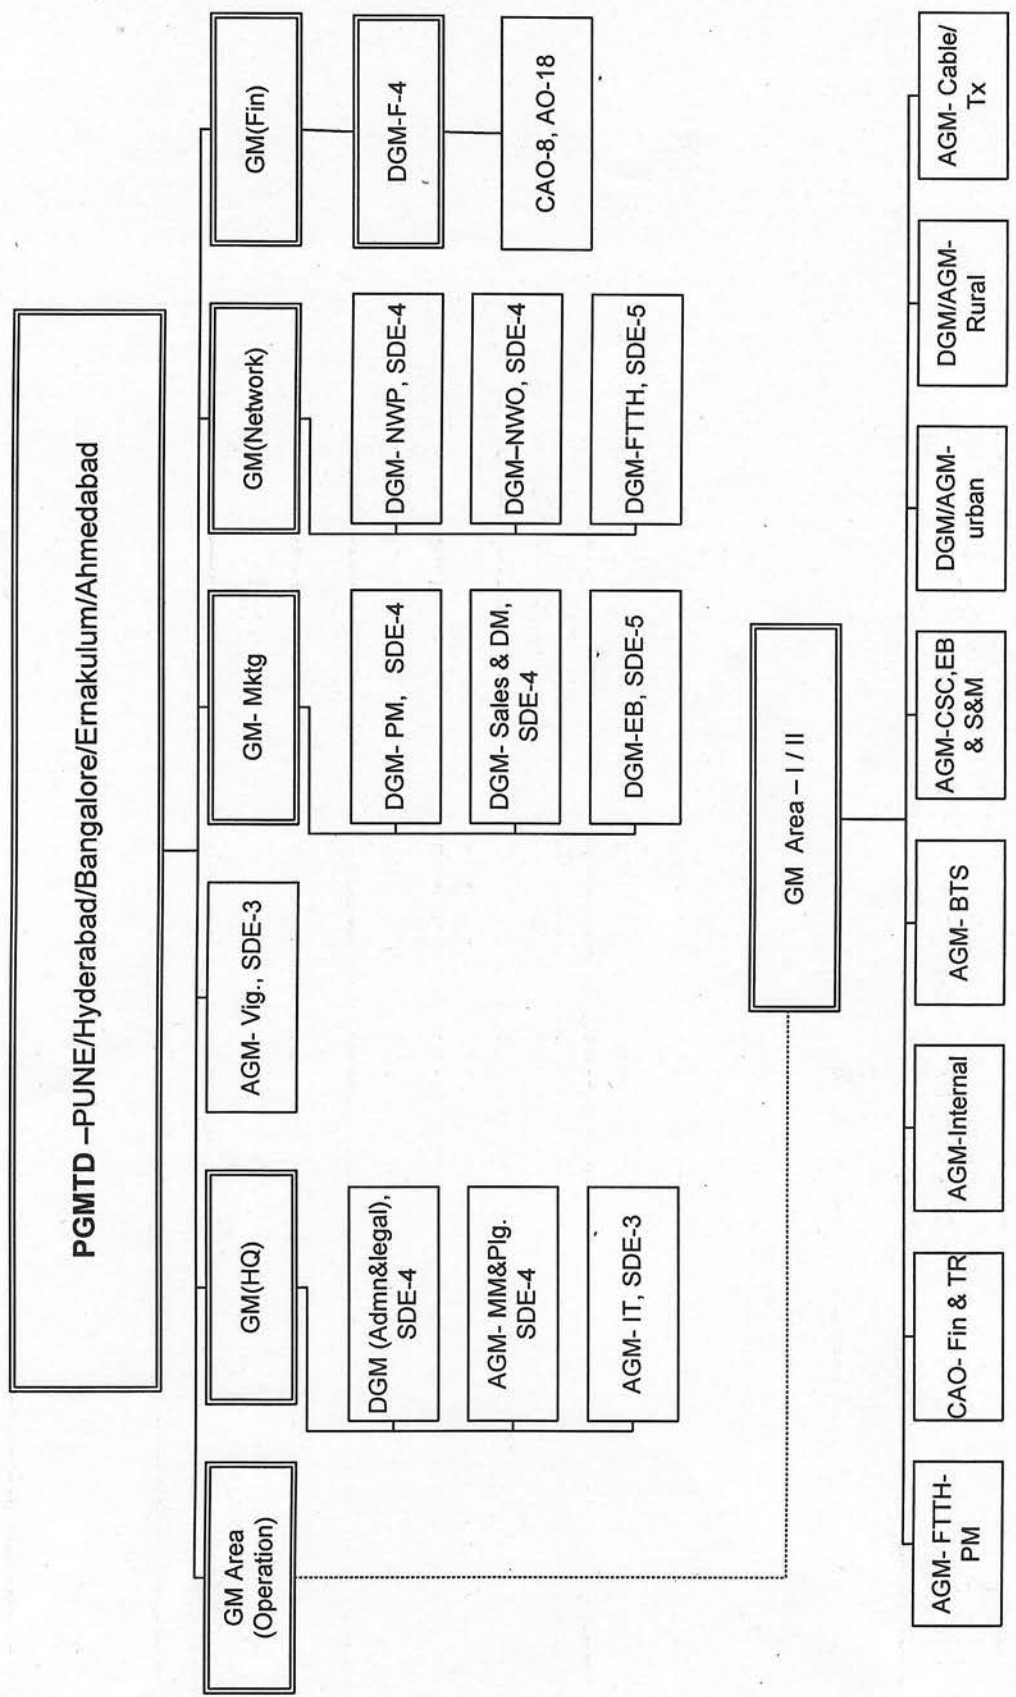 PGMTD –PUNE/Hyderabad/Bangalore/Ernakulum/Ahmedabad
GM Area
(Operation)
GM(HQ)
AGM- Vig., SDE-3
GM- Mktg
GM(Network)
GM(Fin)
DGM (Admn&legal),
SDE-4
AGM- MM&Plg.
SDE-4
AGM- IT, SDE-3
DGM- PM, SDE-4
DGM- Sales & DM,
SDE-4
DGM-EB, SDE-5
DGM- NWP, SDE-4
DGM–NWO, SDE-4
DGM-FTTH, SDE-5
DGM-F-4
CAO-8, AO-18
GM Area – I / II
AGM- FTTH-
PM
CAO- Fin & TR
AGM-Internal
AGM- BTS
AGM-CSC,EB
& S&M
DGM/AGM-
urban
DGM/AGM-
Rural
AGM- Cable/
Tx